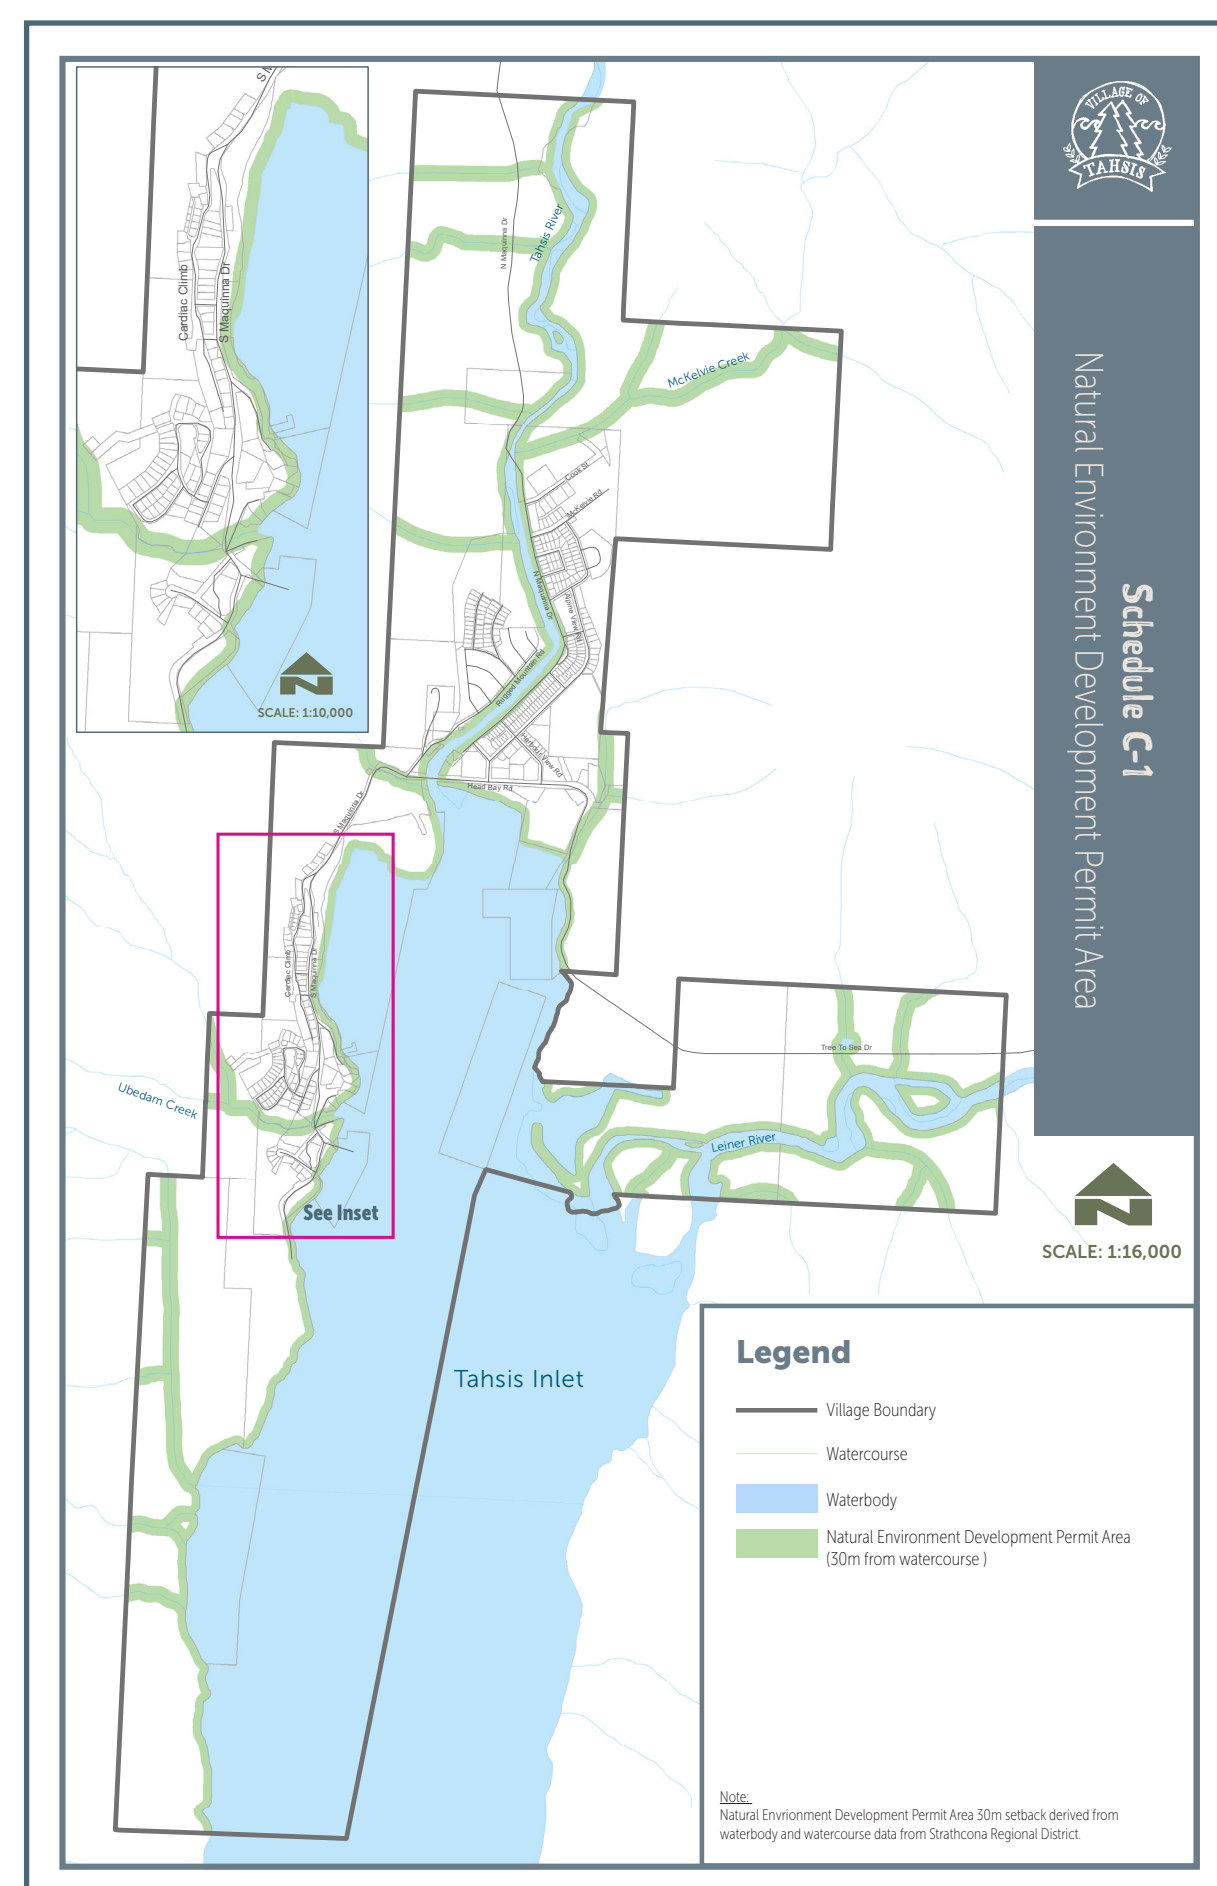 S M
Cardiac Climb
S Maquinna Dr
SCALE: 1:10,000
VILLAGE OF
TAHSIS
Schedule C-1
Natural Environment Development Permit Area
N Maquinna Dr
Tahsis River
McKelvie Creek
Cook St
McKelvie Rd
N Maquinna Dr
Alpine View Rd
Rugged Mountain Rd
Harbour View Rd
Head Bay Rd
S Maquinna Dr
Cardiac Climb
S Maquinna Dr
Ubedam Creek
See Inset
Tree To Sea Dr
Leiner River
N
SCALE: 1:16,000
Tahsis Inlet
Legend
Village Boundary
Watercourse
Waterbody
Natural Environment Development Permit Area
(30m from watercourse )
Note:
Natural Envrionment Development Permit Area 30m setback derived from
waterbody and watercourse data from Strathcona Regional District.